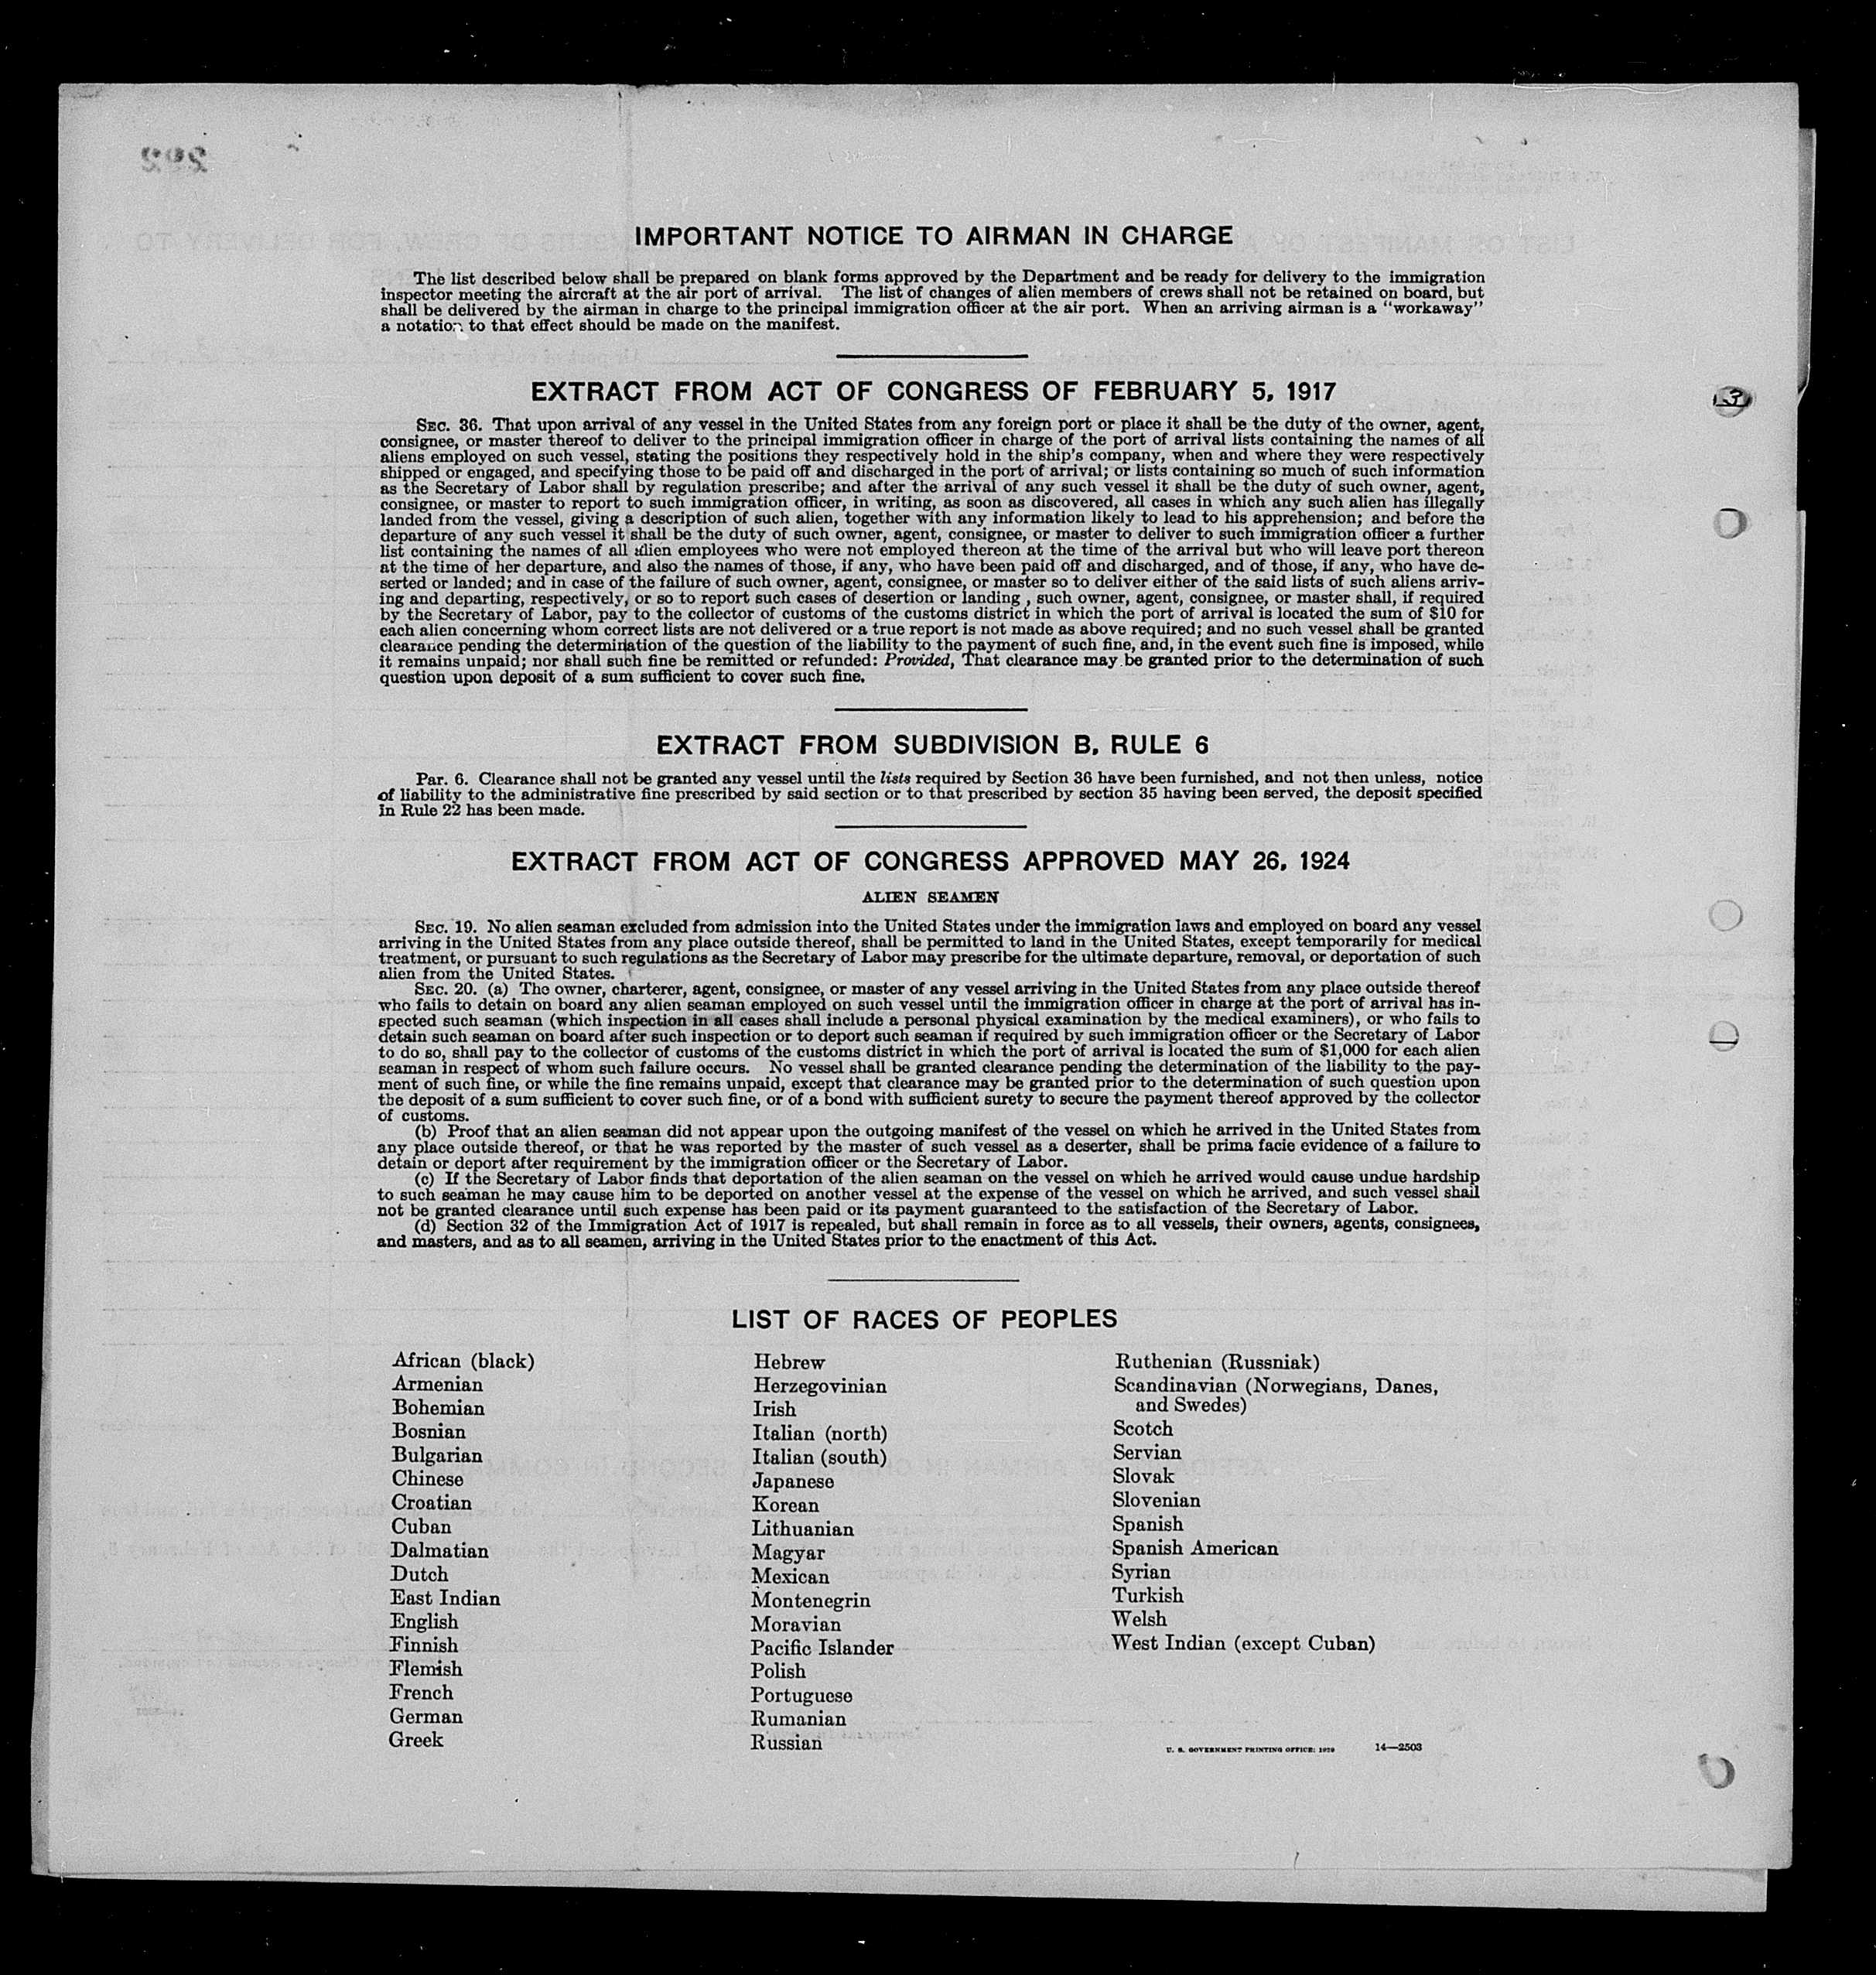 IMPORTANT NOTICE TO AIRMAN IN CHARGE
The list described below shall be prepared on blank forms approved by the Department and be ready for delivery to the immigration
inspector meeting the aircraft at the air port of arrival. The list of changes of alien members of crews shall not be retained on board, but
shall be delivered by the airman in charge to the principal immigration officer at the air port. When an arriving airman is a "workaway"
a notation to that effect should be made on the manifest.
EXTRACT FROM ACT OF CONGRESS OF FEBRUARY 5, 1917
SEC. 36. That upon arrival of any vessel in the United States from any foreign port or place it shall be the duty of the owner, agent,
consignee, or master thereof to deliver to the principal immigration officer in charge of the port of arrival lists containing the names of all
aliens employed on such vessel, stating the positions they respectively hold in the ship's company, when and where they were respectively
shipped or engaged, and specifying those to be paid off and discharged in the port of arrival; or lists containing so much of such information
as the Secretary of Labor shall by regulation prescribe; and after the arrival of any such vessel it shall be the duty of such owner, agent,
consignee, or master to report to such immigration officer, in writing, as soon as discovered, all cases in which any such alien has illegally
landed from the vessel, giving a description of such alien, together with any information likely to lead to his apprehension; and before the
departure of any such vessel it shall be the duty of such owner, agent, consignee, or master to deliver to such immigration officer a further
list containing the names of all alien employees who were not employed thereon at the time of the arrival but who will leave port thereon
at the time of her departure, and also the names of those, if any, who have been paid off and discharged, and of those, if any, who have de-
serted or landed; and in case of the failure of such owner, agent, consignee, or master so to deliver either of the said lists of such aliens arriv-
ing and departing, respectively, or so to report such cases of desertion or landing , such owner, agent, consignee, or master shall, if required
by the Secretary of Labor, pay to the collector of customs of the customs district in which the port of arrival is located the sum of $10 for
each alien concerning whom correct lists are not delivered or a true report is not made as above required; and no such vessel shall be granted
clearance pending the determination of the question of the liability to the payment of such fine, and, in the event such fine is imposed, while
it remains unpaid; nor shall such fine be remitted or refunded: Provided, That clearance may be granted prior to the determination of such
question upon deposit of a sum sufficient to cover such fine.
EXTRACT FROM SUBDIVISION B, RULE 6
Par. 6. Clearance shall not be granted any vessel until the lists required by Section 36 have been furnished, and not then unless, notice
of liability to the administrative fine prescribed by said section or to that prescribed by section 35 having been served, the deposit specified
in Rule 22 has been made.
EXTRACT FROM ACT OF CONGRESS APPROVED MAY 26, 1924
ALIEN SEAMEN
SEC. 19. No alien seaman excluded from admission into the United States under the immigration laws and employed on board any vessel
arriving in the United States from any place outside thereof, shall be permitted to land in the United States, except temporarily for medical
treatment, or pursuant to such regulations as the Secretary of Labor may prescribe for the ultimate departure, removal, or deportation of such
alien from the United States.
SEC. 20. (a) The owner, charterer, agent, consignee, or master of any vessel arriving in the United States from any place outside thereof
who fails to detain on board any alien seaman employed on such vessel until the immigration officer in charge at the port of arrival has in-
spected such seaman (which inspection in all cases shall include a personal physical examination by the medical examiners), or who fails to
detain such seaman on board after such inspection or to deport such seaman if required by such immigration officer or the Secretary of Labor
to do so, shall pay to the collector of customs of the customs district in which the port of arrival is located the sum of $1,000 for each alien
seaman in respect of whom such failure occurs. No vessel shall be granted clearance pending the determination of the liability to the pay-
ment of such fine, or while the fine remains unpaid, except that clearance may be granted prior to the determination of such question upon
the deposit of a sum sufficient to cover such fine, or of a bond with sufficient surety to secure the payment thereof approved by the collector
of customs.
(b) Proof that an alien seaman did not appear upon the outgoing manifest of the vessel on which he arrived in the United States from
any place outside thereof, or that he was reported by the master of such vessel as a deserter, shall be prima facie evidence of a failure to
detain or deport after requirement by the immigration officer or the Secretary of Labor.
(c) If the Secretary of Labor finds that deportation of the alien seaman on the vessel on which he arrived would cause undue hardship
to such seaman he may cause him to be deported on another vessel at the expense of the vessel on which he arrived, and such vessel shall
not be granted clearance until such expense has been paid or its payment guaranteed to the satisfaction of the Secretary of Labor.
(d) Section 32 of the Immigration Act of 1917 is repealed, but shall remain in force as to all vessels, their owners, agents, consignees,
and masters, and as to all seamen, arriving in the United States prior to the enactment of this Act.
LIST OF RACES OF PEOPLES
African (black)
Armenian
Bohemian
Bosnian
Bulgarian
Chinese
Croatian
Cuban
Dalmatian
Dutch
East Indian
English
Finnish
Flemish
French
German
Greek
Hebrew
Herzegovinian
Irish
Italian (north)
Italian (south)
Japanese
Korean
Lithuanian
Magyar
Mexican
Montenegrin
Moravian
Pacific Islander
Polish
Portuguese
Rumanian
Russian
Ruthenian (Russniak)
Scandinavian (Norwegians, Danes,
and Swedes)
Scotch
Servian
Slovak
Slovenian
Spanish
Spanish American
Syrian
Turkish
Welsh
West Indian (except Cuban)
U. S. GOVERNMENT PRINTING OFFICE: 1929 14—2503